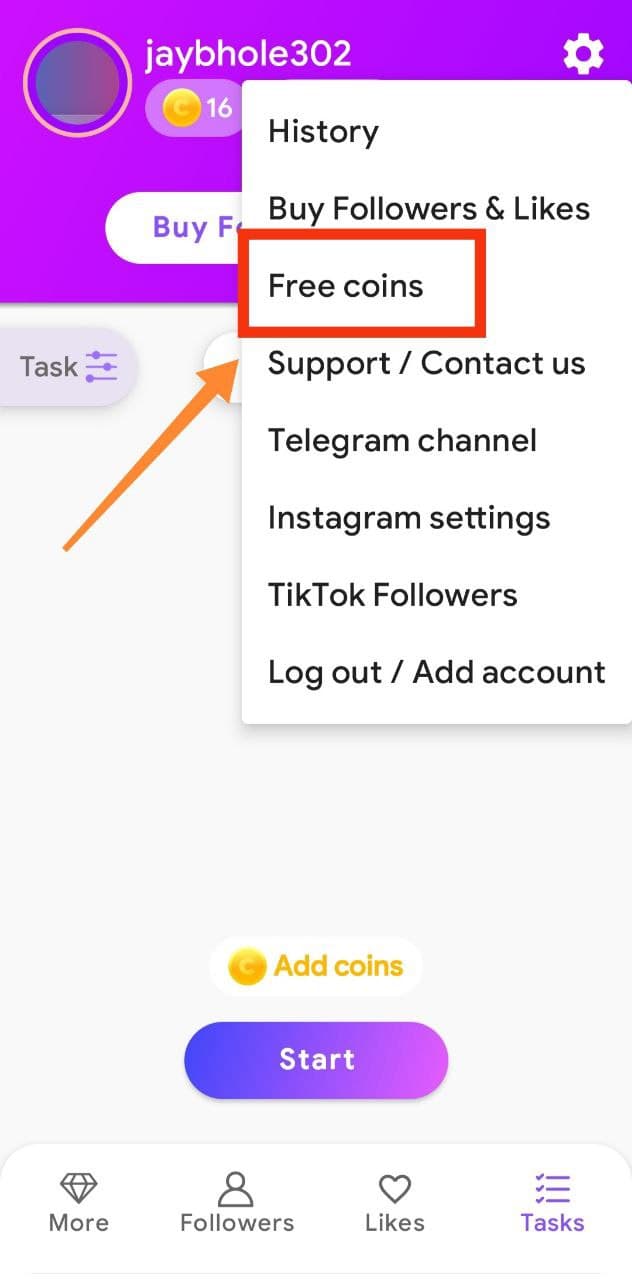 jaybhole302
16
History
Buy Followers & Likes
Buy Fo
Free coins
Task
Support / Contact us
Telegram channel
Instagram settings
TikTok Followers
Log out / Add account
Add coins
Start
More
Followers
Likes
Tasks